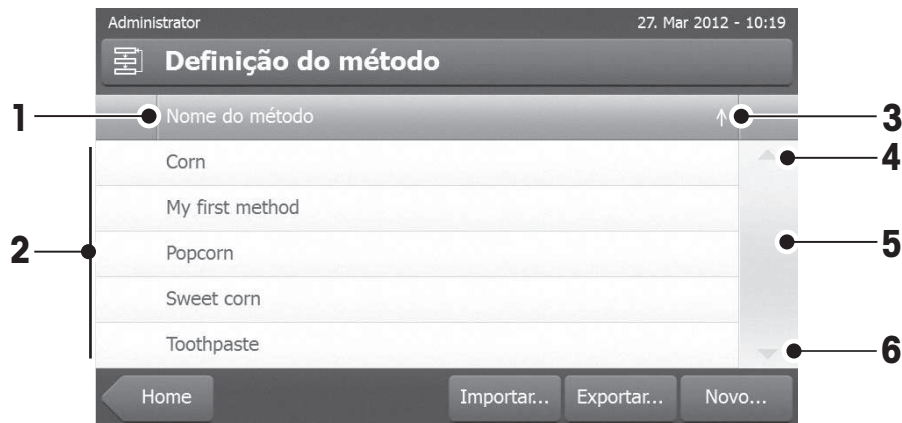 Administrator 27. Mar 2012 - 10:19
Definição do método
1 Nome do método 3
4
Corn
My first method
2 Popcorn 5
Sweet corn
Toothpaste 6
Home Importar... Exportar... Novo...